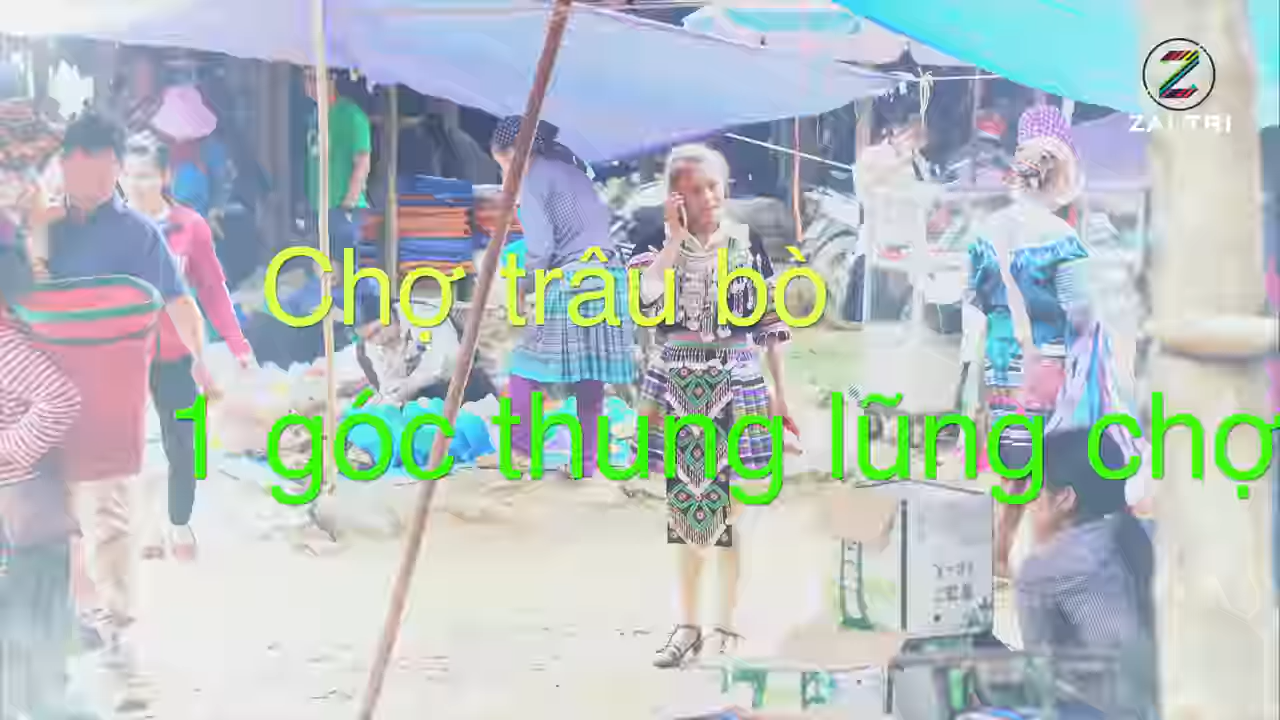 ZAI TRI
Chợ trâu bò
1 góc thung lũng chợ